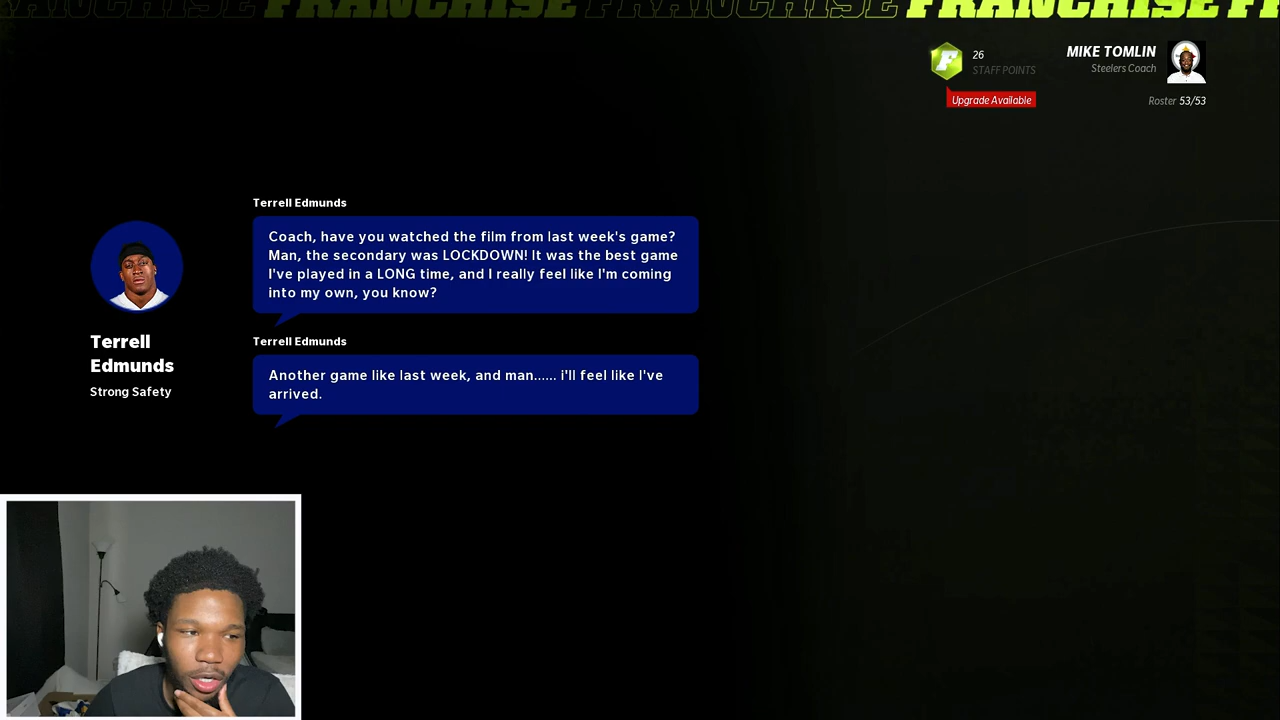 FRANCHISE FRANCHISE FRANCHISE FRANCHISE
26
STAFF POINTS
Upgrade Available
MIKE TOMLIN
Steelers Coach
Roster 53/53
Terrell Edmunds
Coach, have you watched the film from last week's game?
Man, the secondary was LOCKDOWN! It was the best game
I've played in a LONG time, and I really feel like I'm coming
into my own, you know?
Terrell
Edmunds
Strong Safety
Terrell Edmunds
Another game like last week, and man...... i'll feel like I've
arrived.